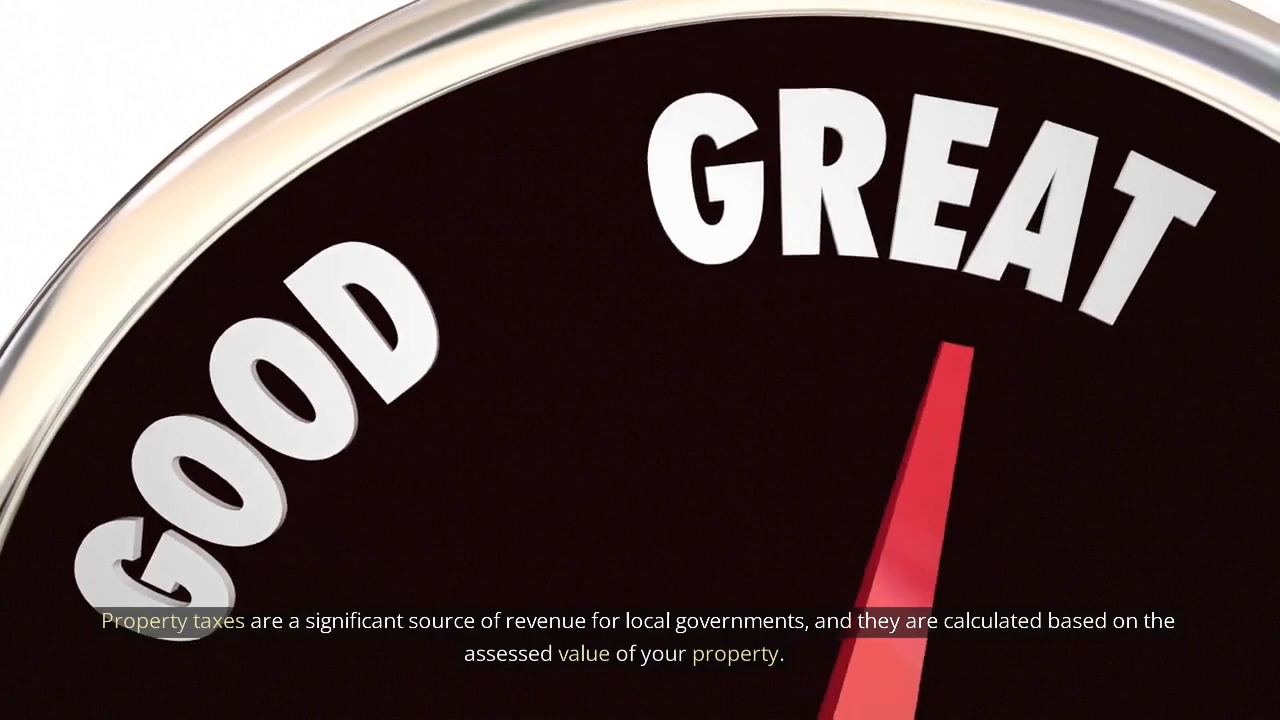 GOOD
GREAT
Property taxes are a significant source of revenue for local governments, and they are calculated based on the
assessed value of your property.